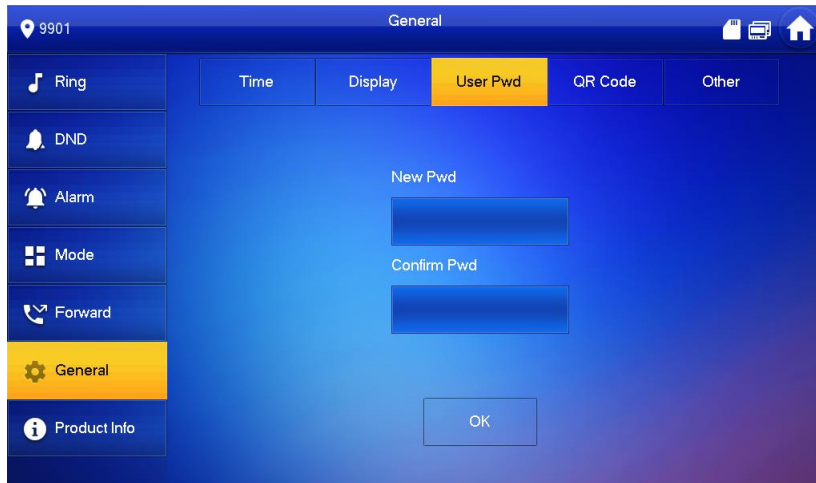 9901
General
Ring
DND
Alarm
Mode
Forward
General
Product Info
Time
Display
User Pwd
QR Code
Other
New Pwd
Confirm Pwd
OK